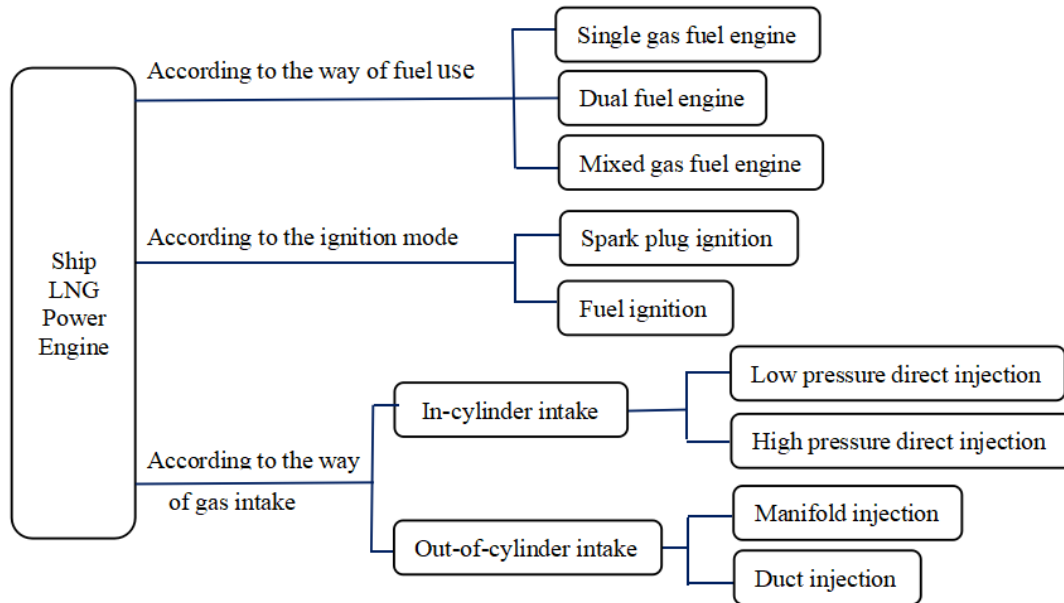 Ship
LNG
Power
Engine
According to the way of fuel use
Single gas fuel engine
Dual fuel engine
Mixed gas fuel engine
According to the ignition mode
Spark plug ignition
Fuel ignition
According to the way
of gas intake
In-cylinder intake
Low pressure direct injection
High pressure direct injection
Out-of-cylinder intake
Manifold injection
Duct injection